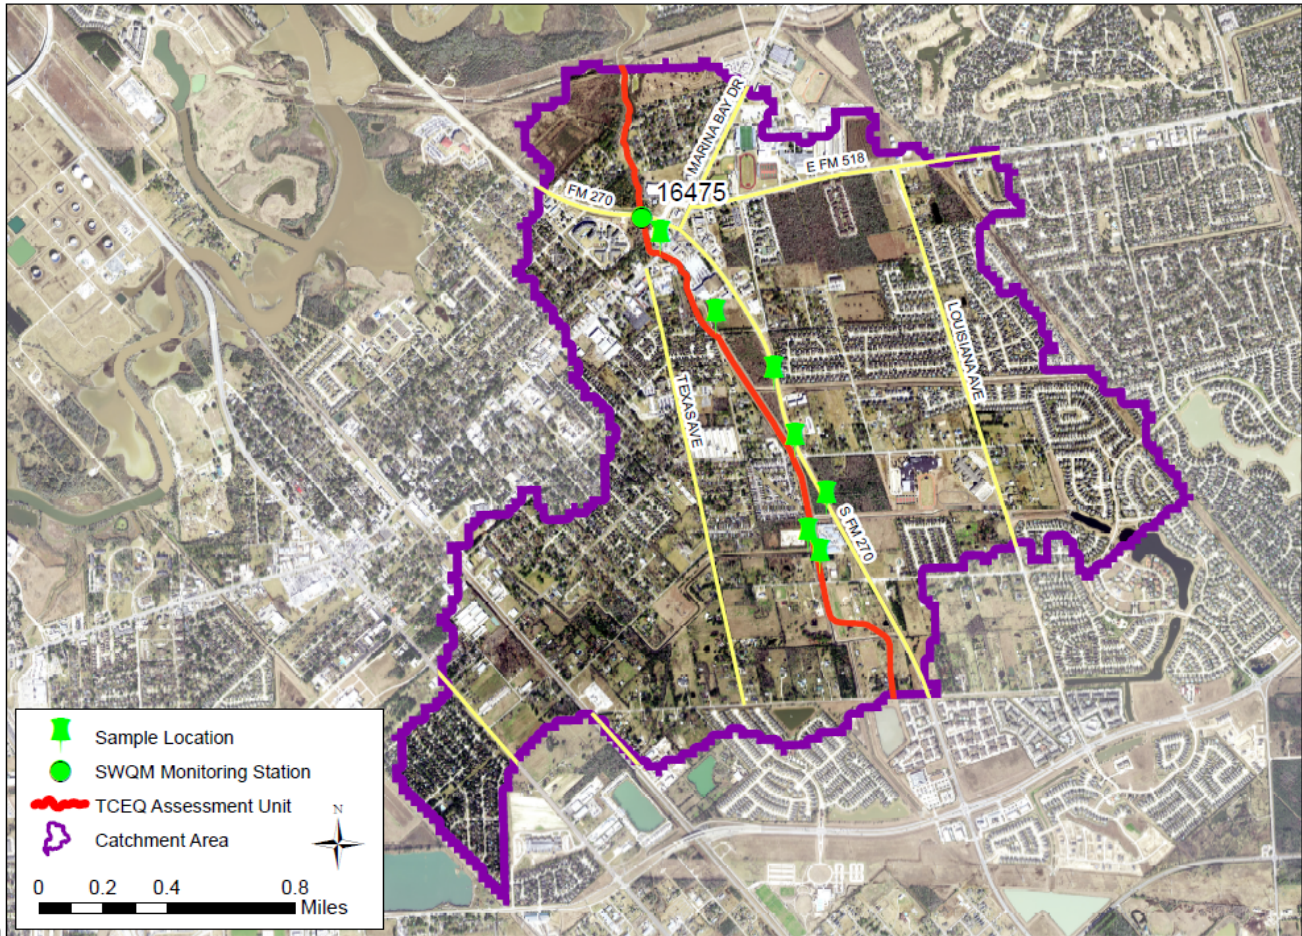 MARINA BAY DR
E FM 518
FM 270
16475
LOUISIANA AVE
TEXAS AVE
S FM 270
Sample Location
SWQM Monitoring Station
TCEQ Assessment Unit
Catchment Area
N
0 0.2 0.4 0.8
Miles